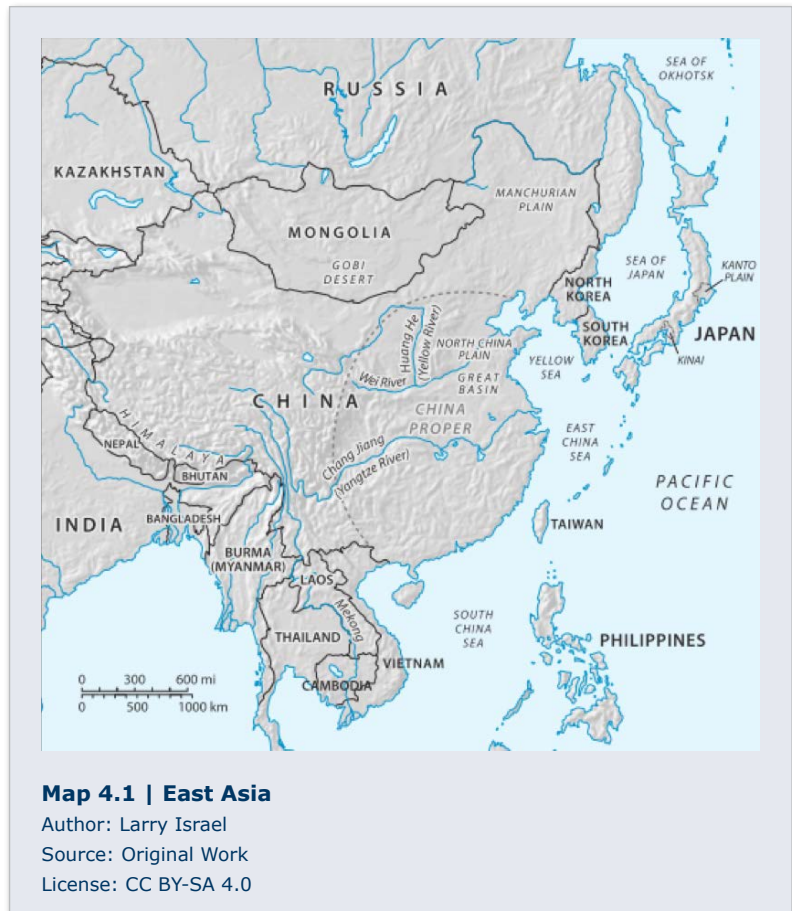 SEA OF
OKHOTSK
RUSSIA
KAZAKHSTAN
MANCHURIAN
PLAIN
MONGOLIA
GOBI
DESERT
SEA OF
JAPAN
KANTO
PLAIN
NORTH
KOREA
SOUTH
KOREA
JAPAN
KINAI
Huang He
(Yellow River)
NORTH CHINA
PLAIN
YELLOW
SEA
Wei River
GREAT
BASIN
CHINA
CHINA
PROPER
HIMALAYA
NEPAL
BHUTAN
Chang Jiang
(Yangtze River)
EAST
CHINA
SEA
PACIFIC
OCEAN
INDIA
BANGLADESH
TAIWAN
BURMA
(MYANMAR)
LAOS
Mekong
THAILAND
SOUTH
CHINA
SEA
PHILIPPINES
VIETNAM
CAMBODIA
0 300 600 mi
0 500 1000 km
Map 4.1 | East Asia
Author: Larry Israel
Source: Original Work
License: CC BY-SA 4.0